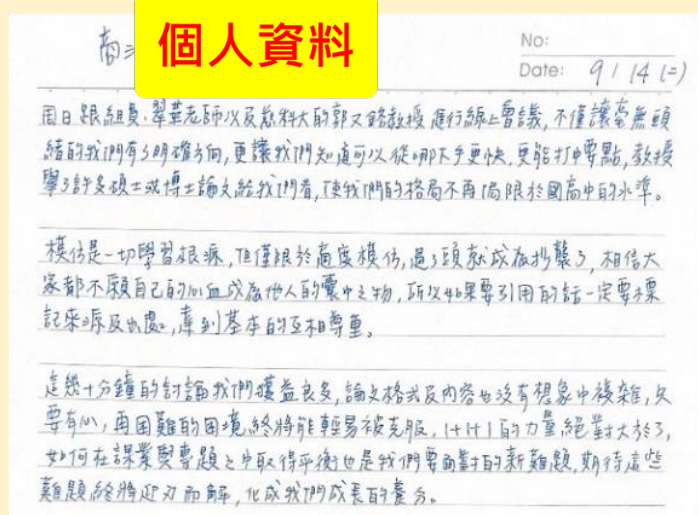 個人資料
高三
No:
Date: 9 / 14 (二)
周日跟組員、翠華老師以及慈科大的郭又銘教授進行線上會議,不僅讓毫無頭
緒的我們有了明確方向,更讓我們知道可以從哪下手更快,更能打中要點,教授
舉了許多碩士或博士論文給我們看,使我們的格局不再侷限於國高中的水準。
模仿是一切學習根源,但僅限於高度模仿,過了頭就成為抄襲了,相信大
家都不願自己的心血成為他人的囊中之物,所以如果要引用的話一定要標
記來源及出處,達到基本的互相尊重。
這幾十分鐘的討論我們獲益良多,論文格式及內容也沒有想象中複雜,只
要有心,再困難的困境終將能輕易被克服,1+1+1的力量絕對大於3,
如何在課業與專題之中取得平衡也是我們要面對的新難題,期待這些
難題終將迎刃而解,化成我們成長的養分。